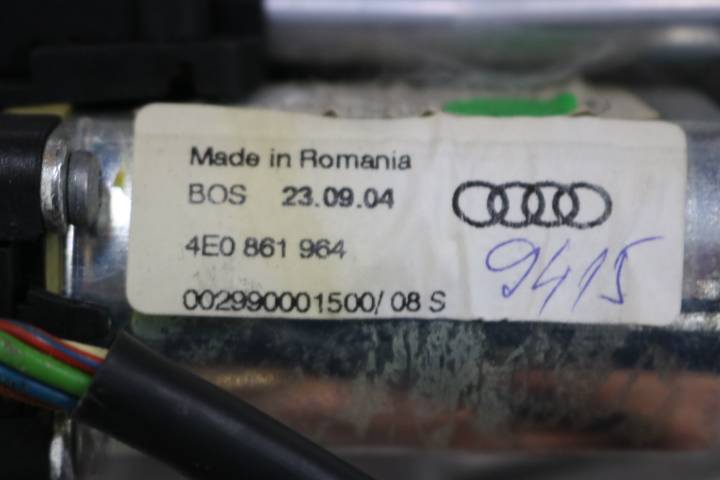 Made in Romania
BOS 23.09.04
4E0 861 964
9415
002990001500/ 08 S